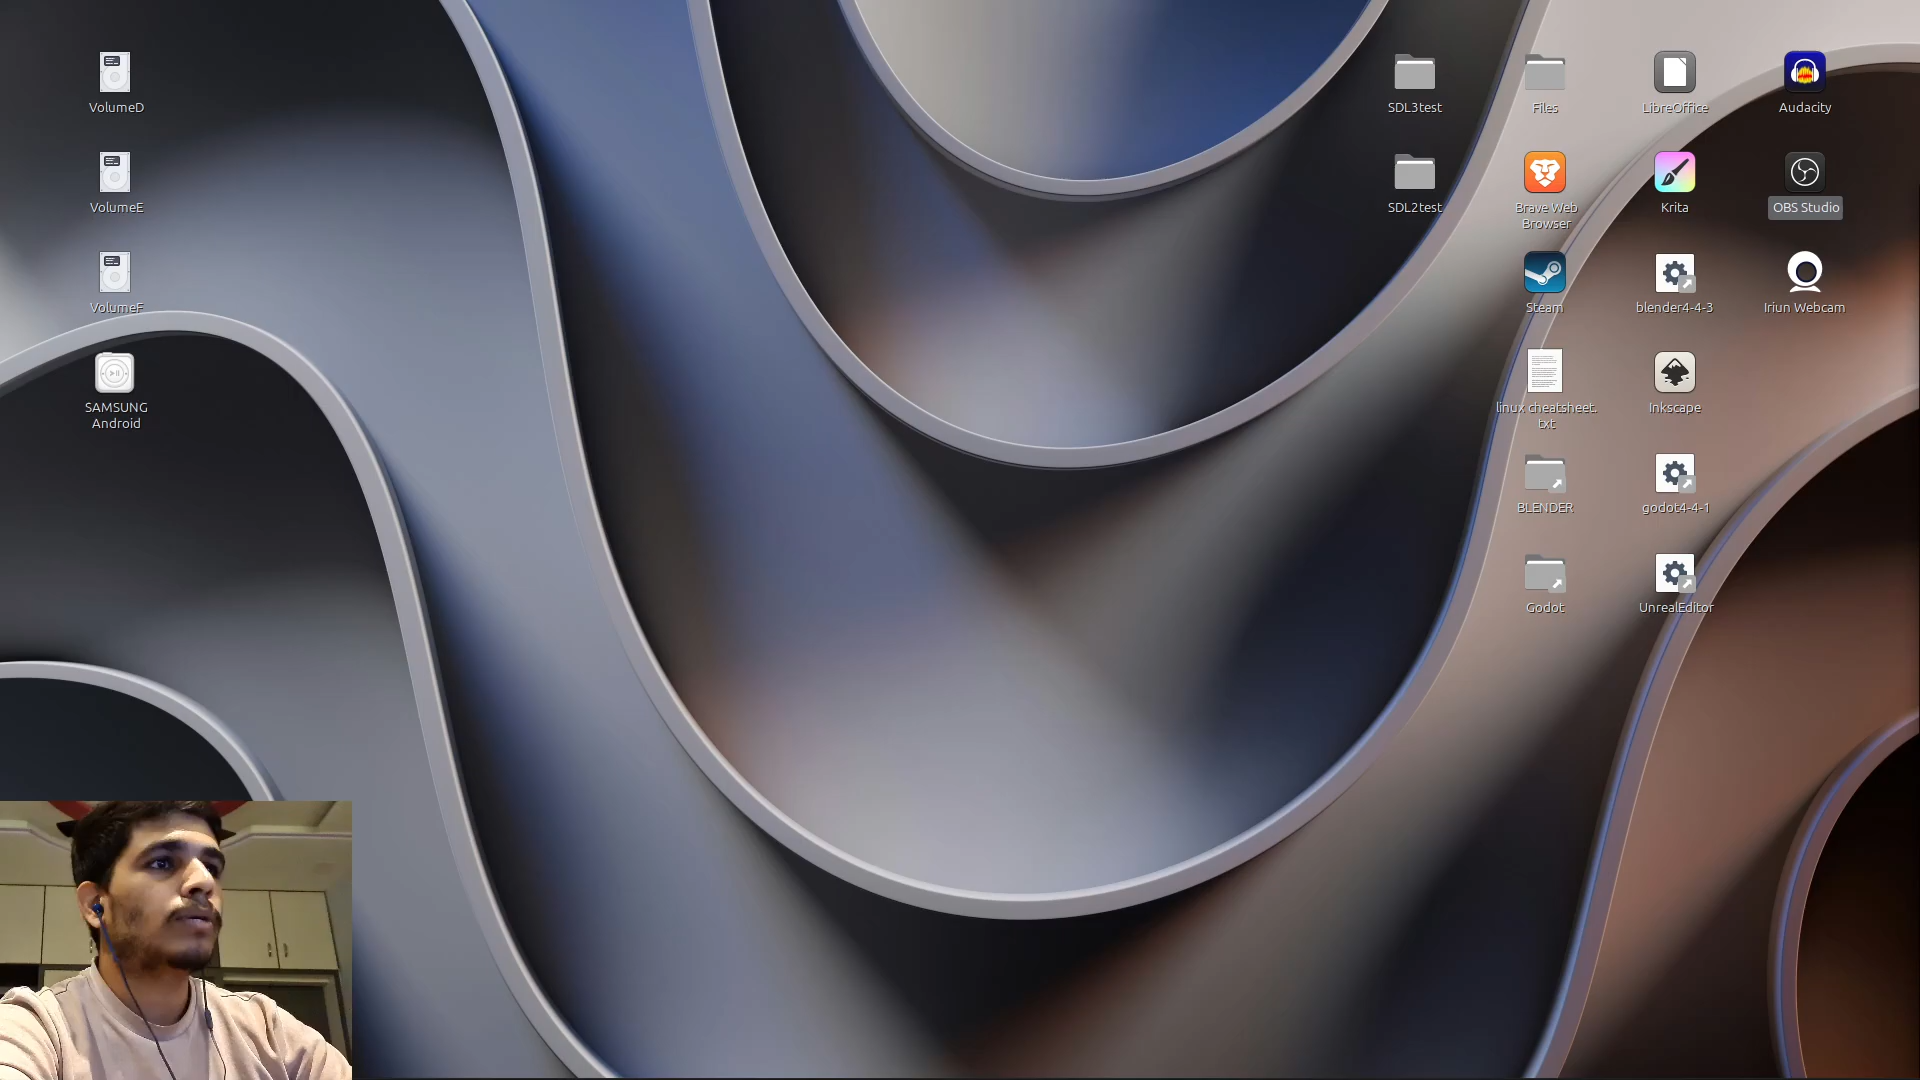 VolumeD
VolumeE
VolumeF
SAMSUNG
Android
SDL3test
SDL2test
Files
Brave Web
Browser
Steam
linux cheatsheet.
txt
BLENDER
Godot
LibreOffice
Krita
blender4-4-3
Inkscape
godot4-4-1
UnrealEditor
Audacity
OBS Studio
Iriun Webcam